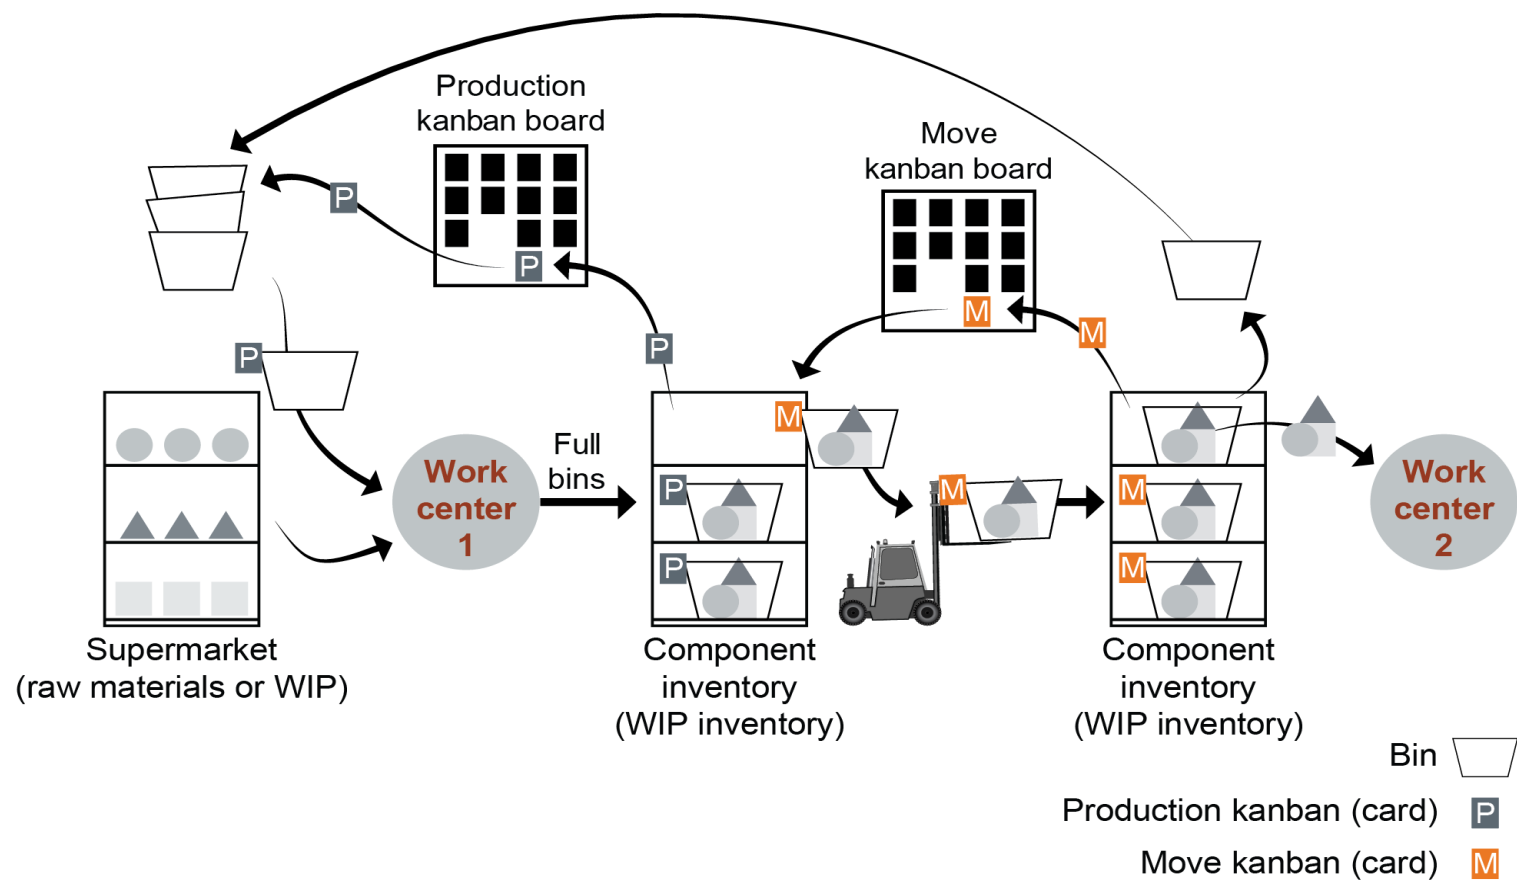 Production
kanban board
Move
kanban board
P
P
P
P
M
M
M
M
M
M
P
P
Full
bins
Work
center
1
Work
center
2
Supermarket
(raw materials or WIP)
Component
inventory
(WIP inventory)
Component
inventory
(WIP inventory)
Bin
Production kanban (card) P
Move kanban (card) M